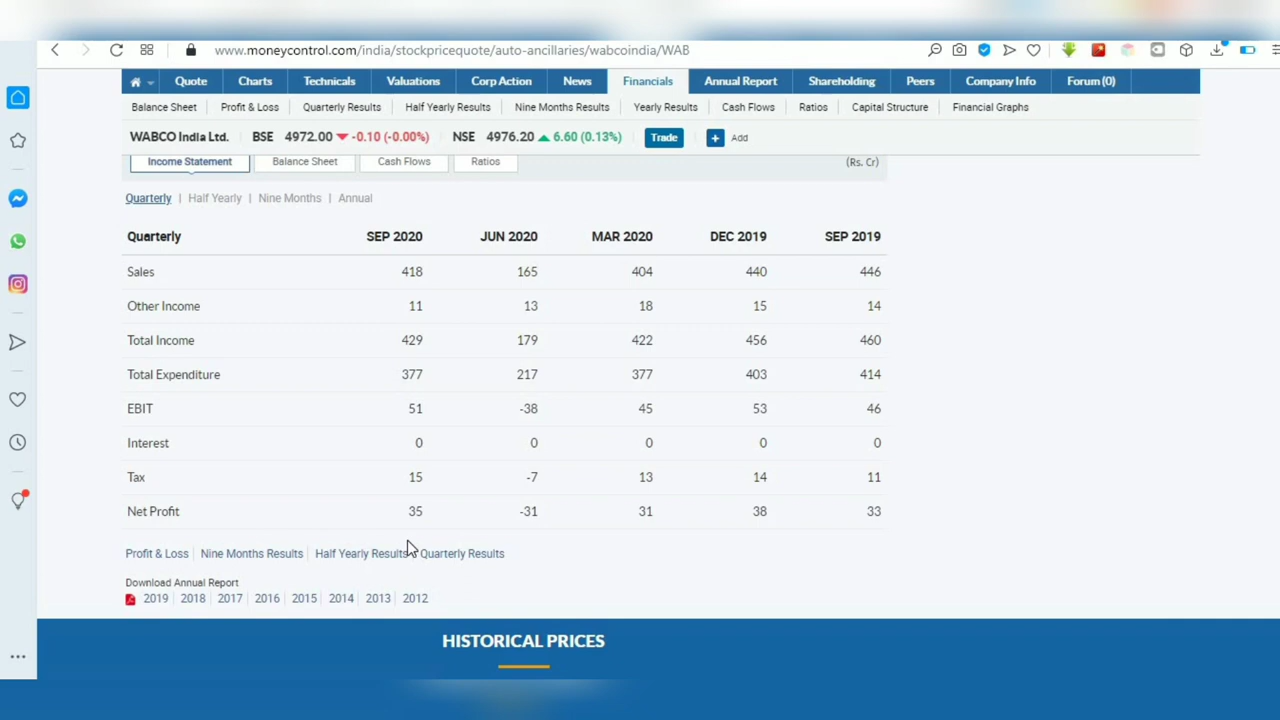 www.moneycontrol.com/india/stockpricequote/auto-ancillaries/wabcoindia/WAB
Quote Charts Technicals Valuations Corp Action News Financials Annual Report Shareholding Peers Company Info Forum (0)
Balance Sheet Profit & Loss Quarterly Results Half Yearly Results Nine Months Results Yearly Results Cash Flows Ratios Capital Structure Financial Graphs
WABCO India Ltd. BSE 4972.00 -0.10 (-0.00%) NSE 4976.20 6.60 (0.13%) Trade + Add
Income Statement Balance Sheet Cash Flows Ratios (Rs. Cr)
Quarterly | Half Yearly | Nine Months | Annual
Quarterly SEP 2020 JUN 2020 MAR 2020 DEC 2019 SEP 2019
Sales 418 165 404 440 446
Other Income 11 13 18 15 14
Total Income 429 179 422 456 460
Total Expenditure 377 217 377 403 414
EBIT 51 -38 45 53 46
Interest 0 0 0 0 0
Tax 15 -7 13 14 11
Net Profit 35 -31 31 38 33
Profit & Loss | Nine Months Results | Half Yearly Results Quarterly Results
Download Annual Report
2019 | 2018 | 2017 | 2016 | 2015 | 2014 | 2013 | 2012
HISTORICAL PRICES